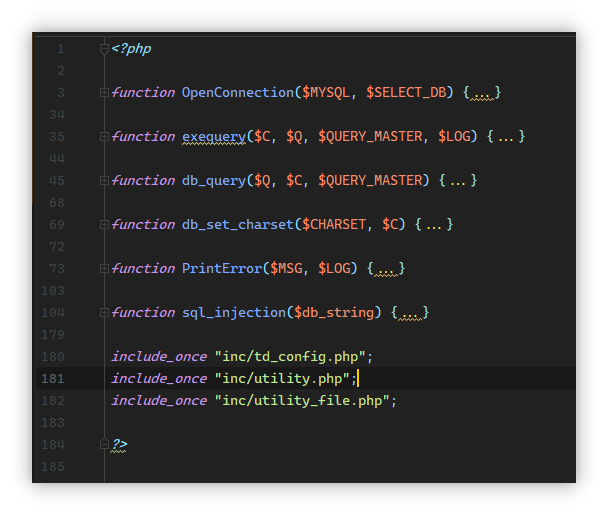 1 <?php
2
3 function OpenConnection($MYSQL, $SELECT_DB) {...}
34
35 function exequery($C, $Q, $QUERY_MASTER, $LOG) {...}
44
45 function db_query($Q, $C, $QUERY_MASTER) {...}
68
69 function db_set_charset($CHARSET, $C) {...}
72
73 function PrintError($MSG, $LOG) {...}
103
104 function sql_injection($db_string) {...}
179
180 include_once "inc/td_config.php";
181 include_once "inc/utility.php";
182 include_once "inc/utility_file.php";
183
184 ?>
185